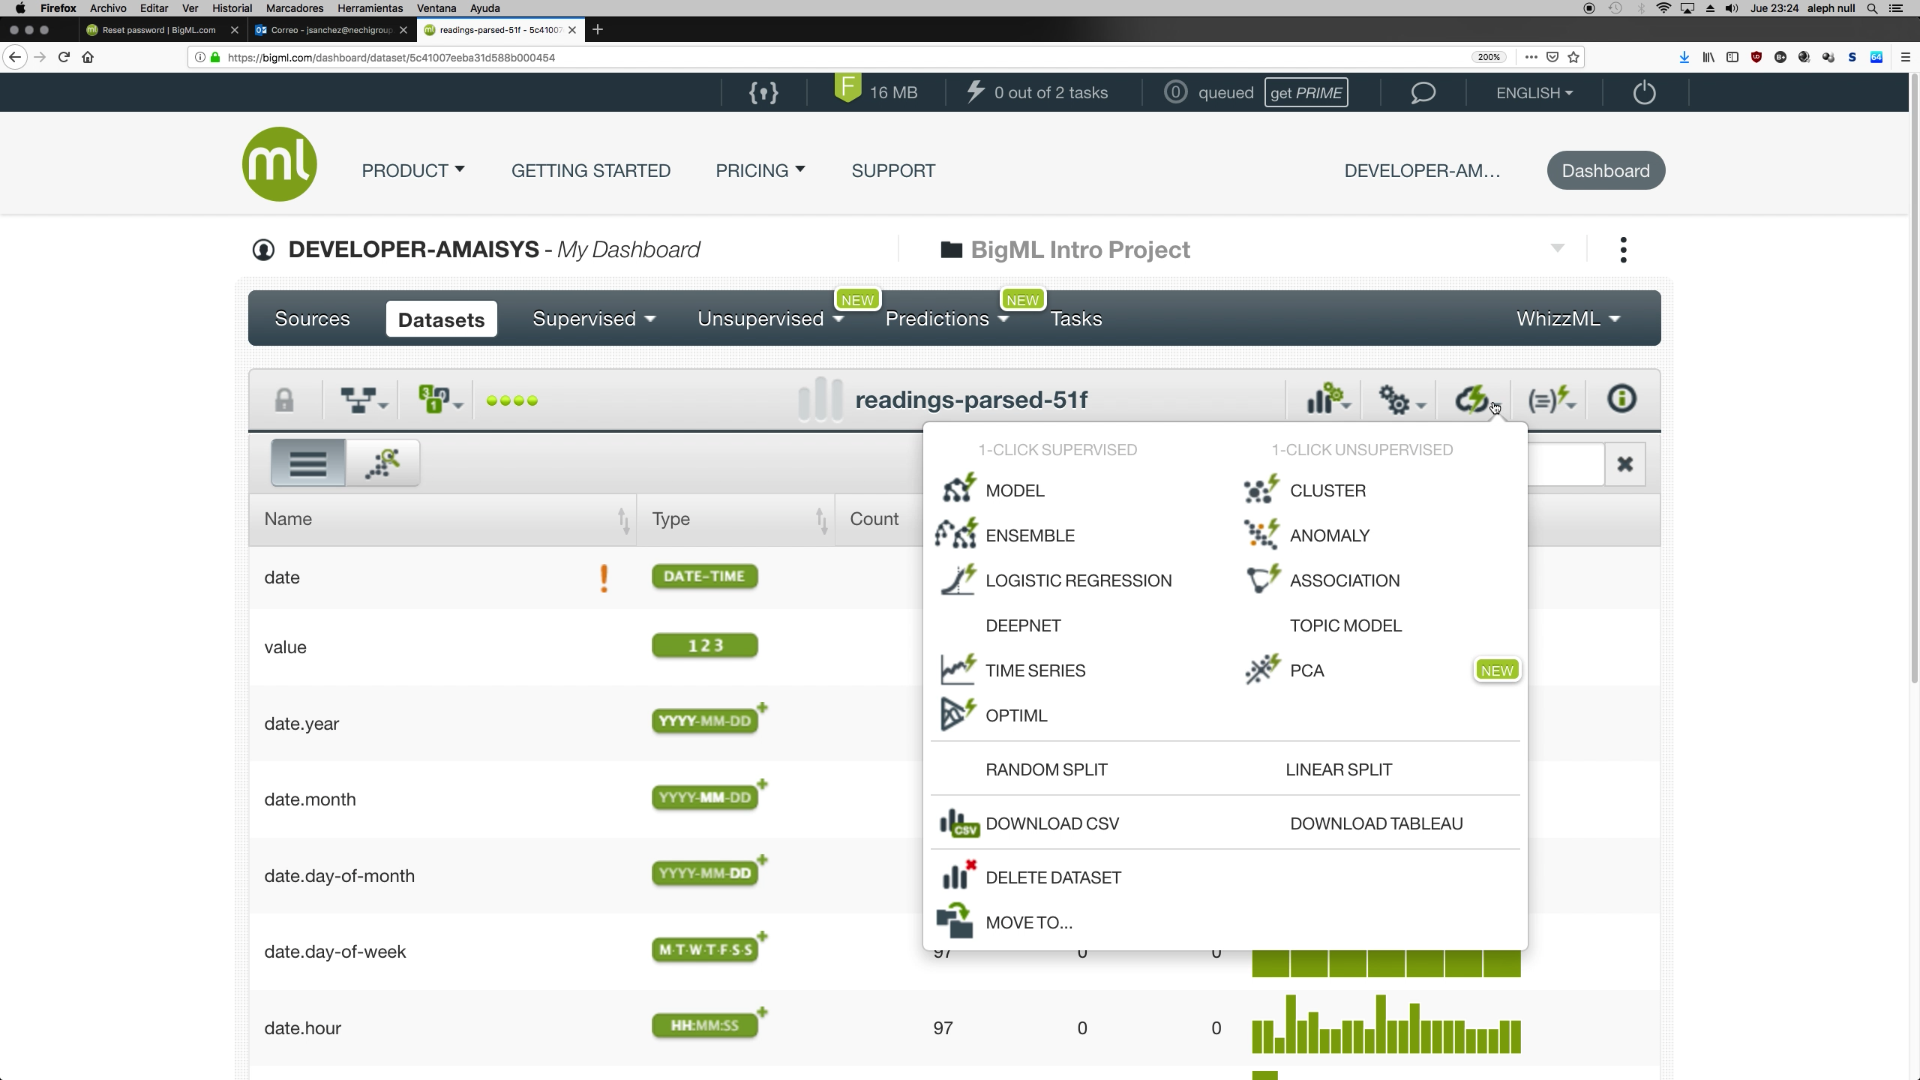 Firefox Archivo Editar Ver Historial Marcadores Herramientas Ventana Ayuda Jue 23:24 aleph null
Reset password | BigML.com Correo - jsanchez@nechigroup readings-parsed-51f - 5c41007
https://bigml.com/dashboard/dataset/5c41007eeba31d588b000454 200%
F 16 MB 0 out of 2 tasks 0 queued get PRIME ENGLISH
ml PRODUCT GETTING STARTED PRICING SUPPORT DEVELOPER-AM... Dashboard
DEVELOPER-AMAISYS - My Dashboard BigML Intro Project
NEW NEW
Sources Datasets Supervised Unsupervised Predictions Tasks WhizzML
readings-parsed-51f
1-CLICK SUPERVISED 1-CLICK UNSUPERVISED
MODEL CLUSTER
Name Type Count
ENSEMBLE ANOMALY
date DATE-TIME
LOGISTIC REGRESSION ASSOCIATION
DEEPNET TOPIC MODEL
value 1 2 3
TIME SERIES PCA NEW
date.year YYYY-MM-DD
OPTIML
RANDOM SPLIT LINEAR SPLIT
date.month YYYY-MM-DD
CSV DOWNLOAD CSV DOWNLOAD TABLEAU
date.day-of-month YYYY-MM-DD
DELETE DATASET
MOVE TO...
date.day-of-week M-T-W-T-F-S-S 97 0 0
date.hour HH:MM:SS 97 0 0